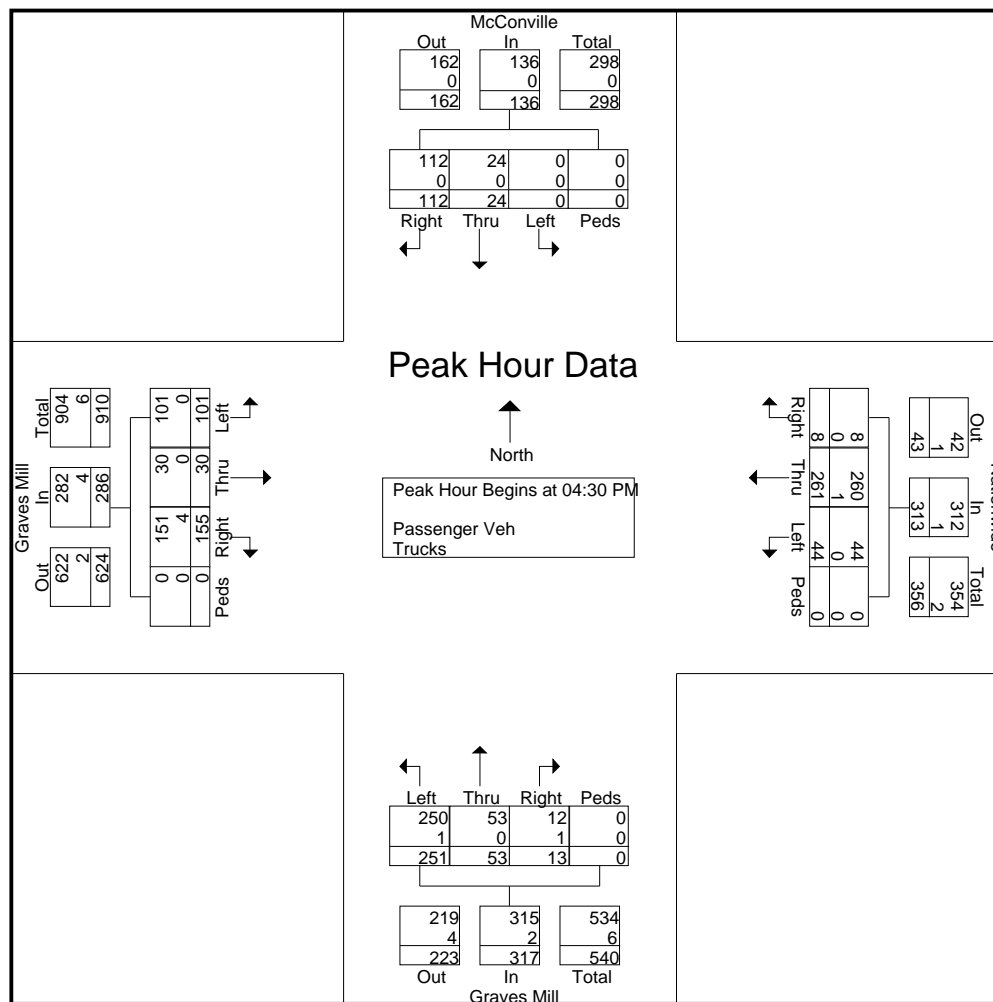 McConville
Out In Total
162 136 298
0 0 0
162 136 298
112 24 0 0
0 0 0 0
112 24 0 0
Right Thru Left Peds
Peak Hour Data
North
Peak Hour Begins at 04:30 PM
Passenger Veh
Trucks
Graves Mill
Out In Total
622 282 904
2 4 6
624 286 910
0 151 30 101
0 4 0 0
0 155 30 101
Peds Right Thru Left
Out In Total
42 312 354
1 1 2
43 313 356
8 260 44 0
0 1 0 0
8 261 44 0
Right Thru Left Peds
Left Thru Right Peds
250 53 12 0
1 0 1 0
251 53 13 0
219 315 534
4 2 6
223 317 540
Out In Total
Graves Mill